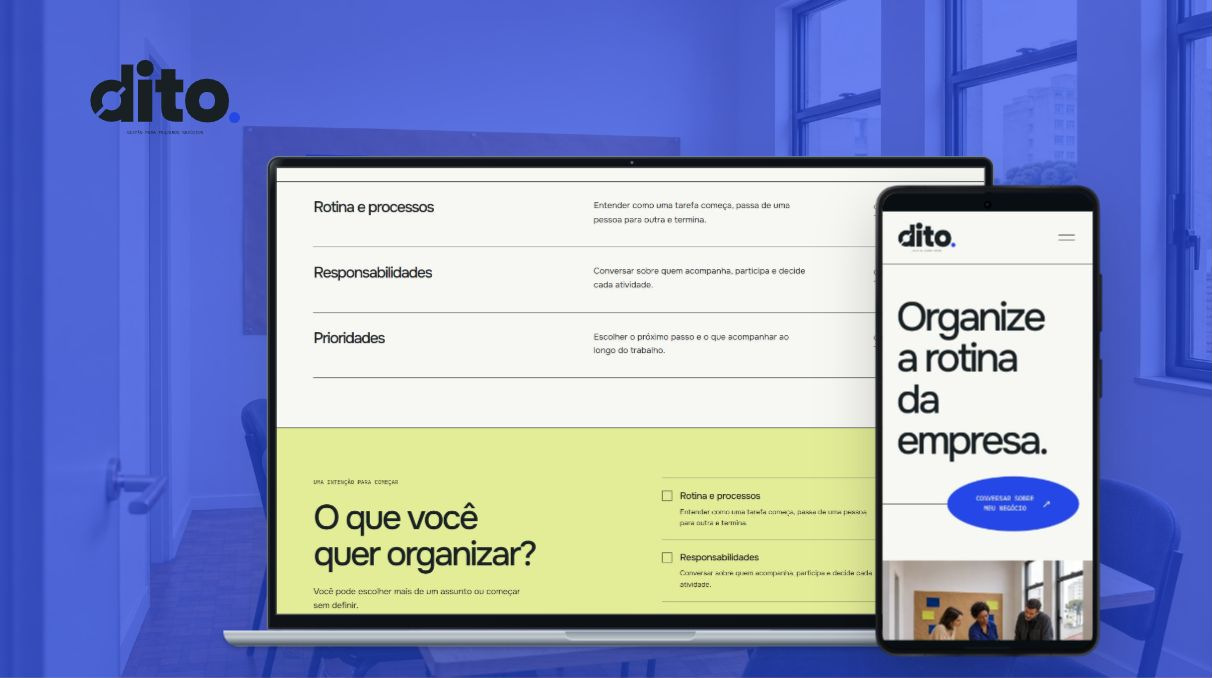 dito.
GESTÃO PARA PEQUENOS NEGÓCIOS
Rotina e processos
Entender como uma tarefa começa, passa de uma
pessoa para outra e termina.
Responsabilidades
Conversar sobre quem acompanha, participa e decide
cada atividade.
Prioridades
Escolher o próximo passo e o que acompanhar ao
longo do trabalho.
UMA INTENÇÃO PARA COMEÇAR
O que você
quer organizar?
Você pode escolher mais de um assunto ou começar
sem definir.
Rotina e processos
Entender como uma tarefa começa, passa de uma pessoa
para outra e termina.
Responsabilidades
Conversar sobre quem acompanha, participa e decide cada
atividade.
dito.
Organize
a rotina
da
empresa.
CONVERSAR SOBRE
MEU NEGÓCIO